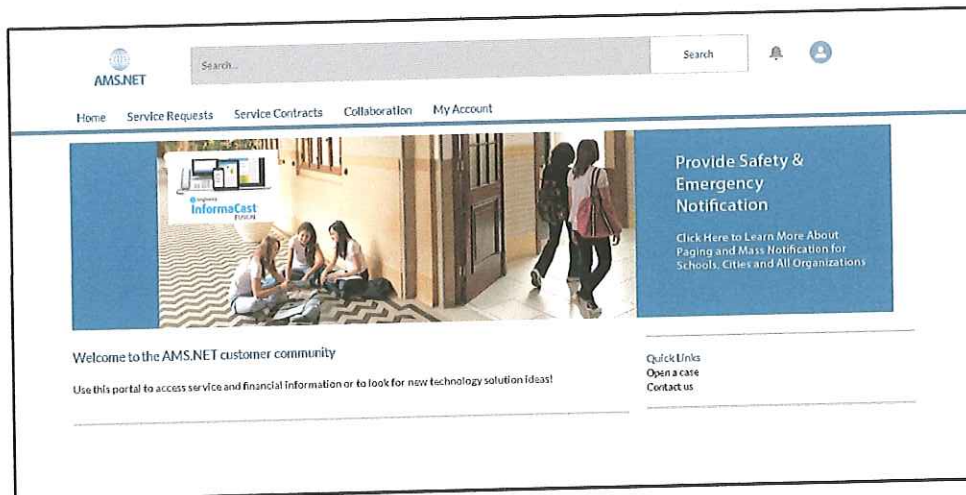 AMS.NET
Search...
Search
Home Service Requests Service Contracts Collaboration My Account
InformaCast
FUSION
Provide Safety &
Emergency
Notification
Click Here to Learn More About
Paging and Mass Notification for
Schools, Cities and All Organizations
Welcome to the AMS.NET customer community
Use this portal to access service and financial information or to look for new technology solution ideas!
Quick Links
Open a case
Contact us